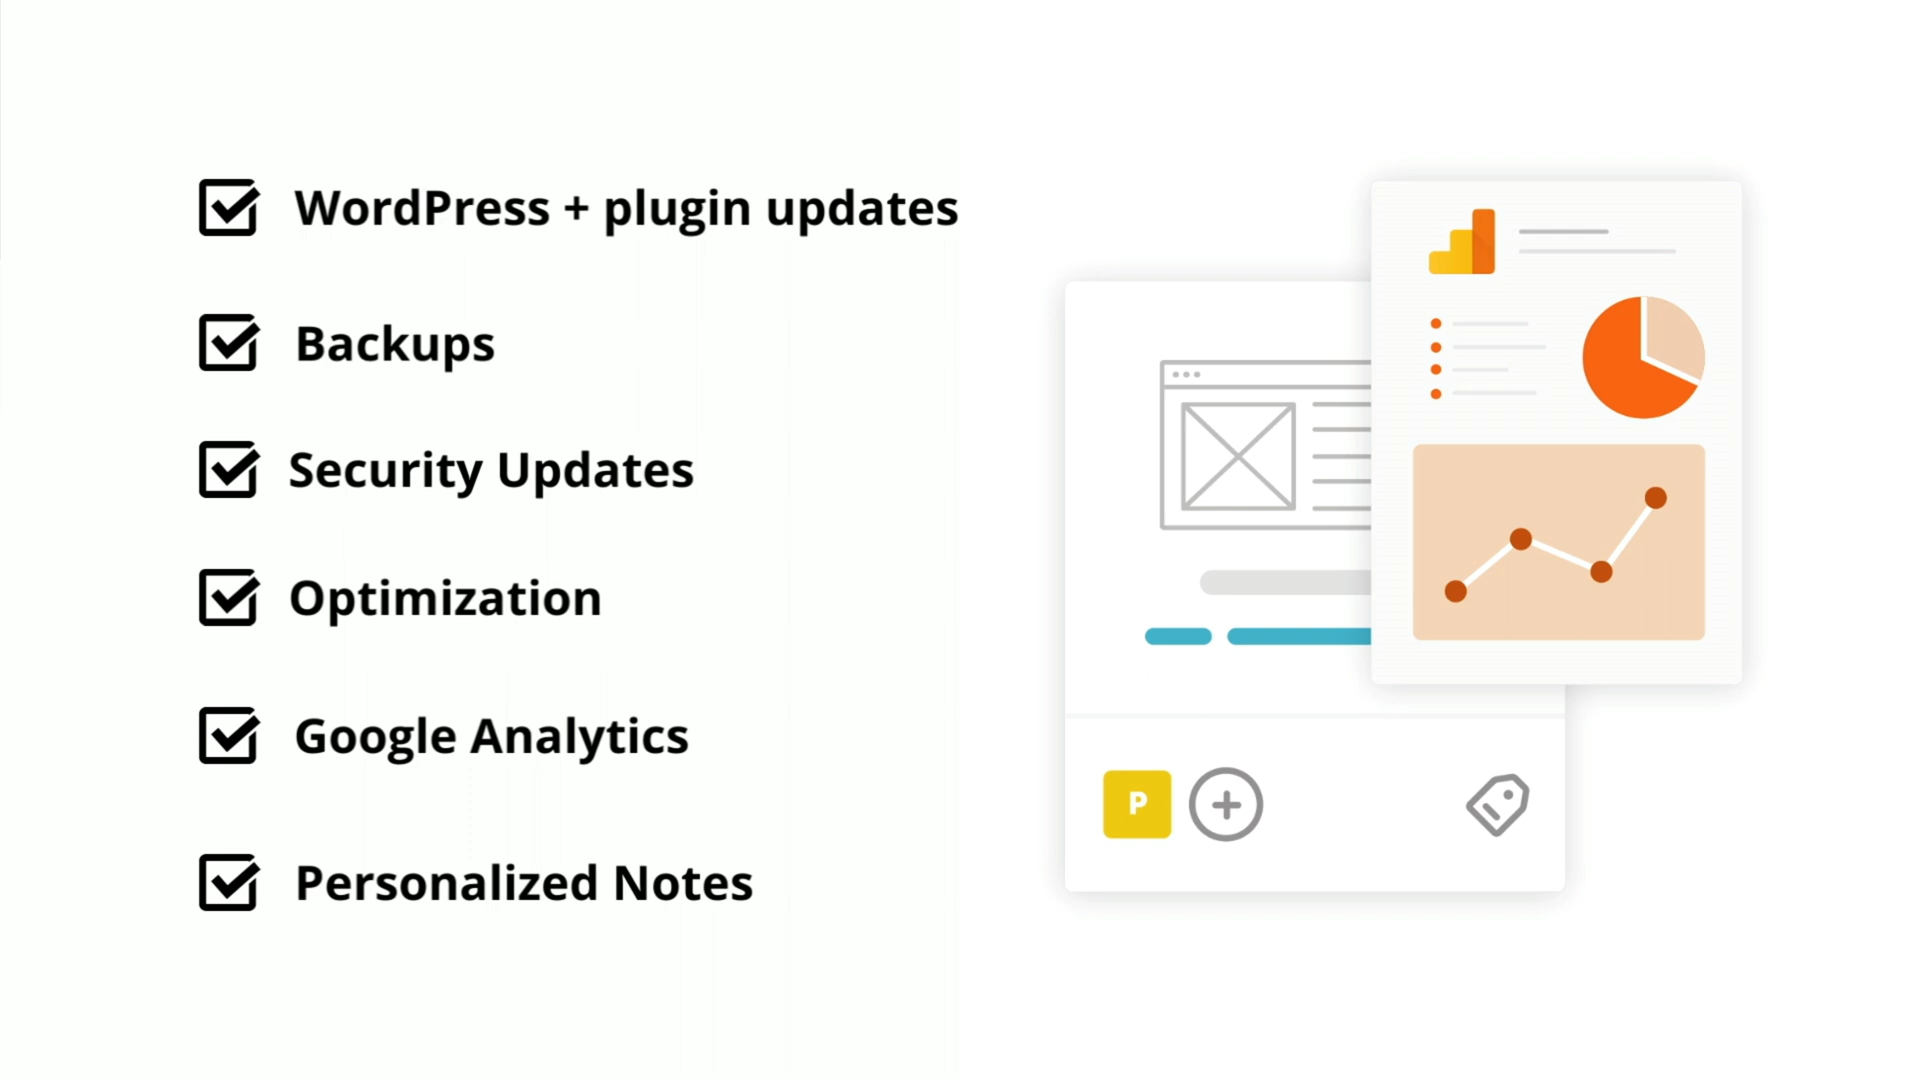 WordPress + plugin updates
Backups
Security Updates
Optimization
Google Analytics
Personalized Notes
P